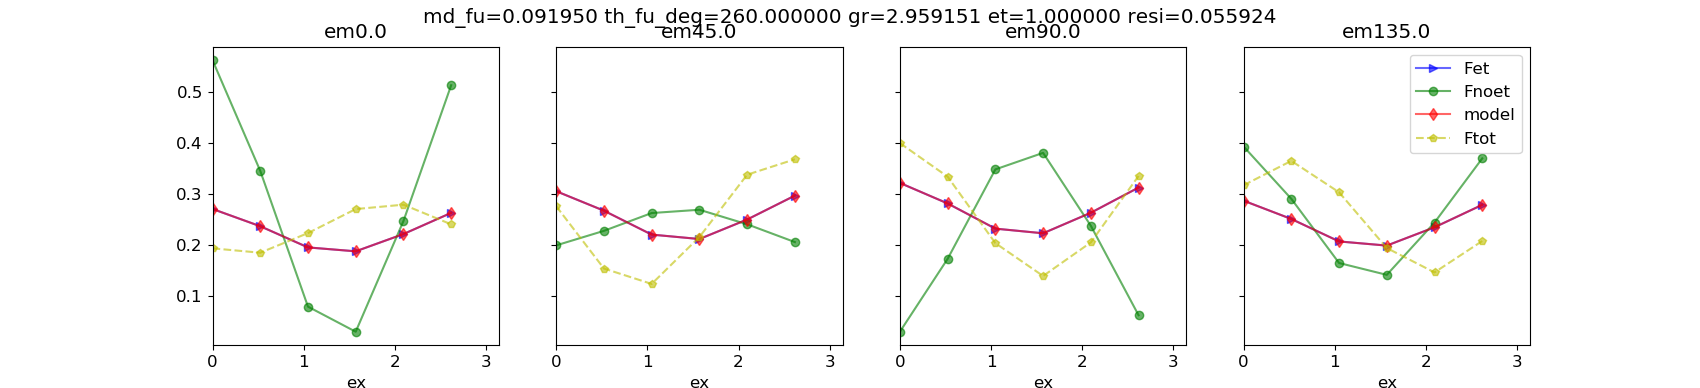 md_fu=0.091950 th_fu_deg=260.000000 gr=2.959151 et=1.000000 resi=0.055924
em0.0 em45.0 em90.0 em135.0
Fet
Fnoet
model
Ftot
0.5
0.4
0.3
0.2
0.1
0 1 2 3 0 1 2 3 0 1 2 3 0 1 2 3
ex ex ex ex